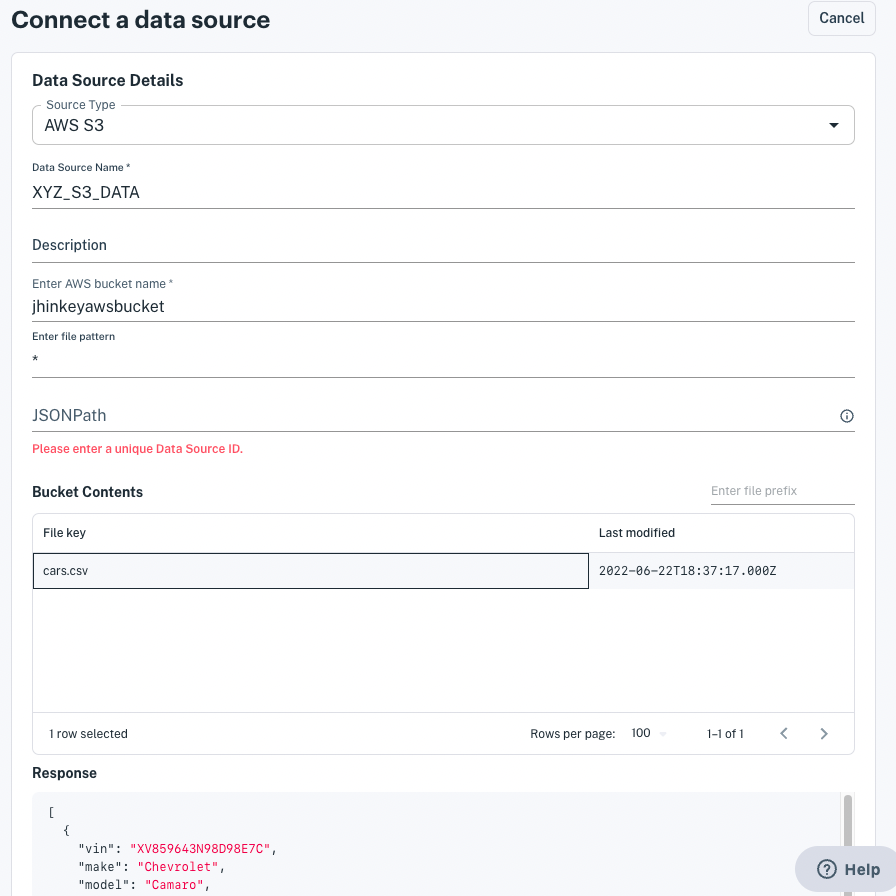 Connect a data source
Cancel
Data Source Details
Source Type
AWS S3
Data Source Name *
XYZ_S3_DATA
Description
Enter AWS bucket name *
jhinkeyawsbucket
Enter file pattern
*
JSONPath
Please enter a unique Data Source ID.
Bucket Contents
Enter file prefix
File key Last modified
cars.csv 2022-06-22T18:37:17.000Z
1 row selected Rows per page: 100 1–1 of 1
Response
[
{
"vin": "XV859643N98D98E7C",
"make": "Chevrolet",
"model": "Camaro",
Help